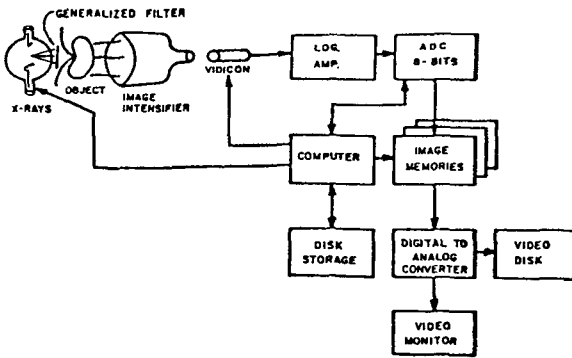 GENERALIZED FILTER
X-RAYS
OBJECT
IMAGE
INTENSIFIER
VIDICON
LOG.
AMP.
ADC
8-BITS
COMPUTER
IMAGE
MEMORIES
DISK
STORAGE
DIGITAL TO
ANALOG
CONVERTER
VIDEO
DISK
VIDEO
MONITOR